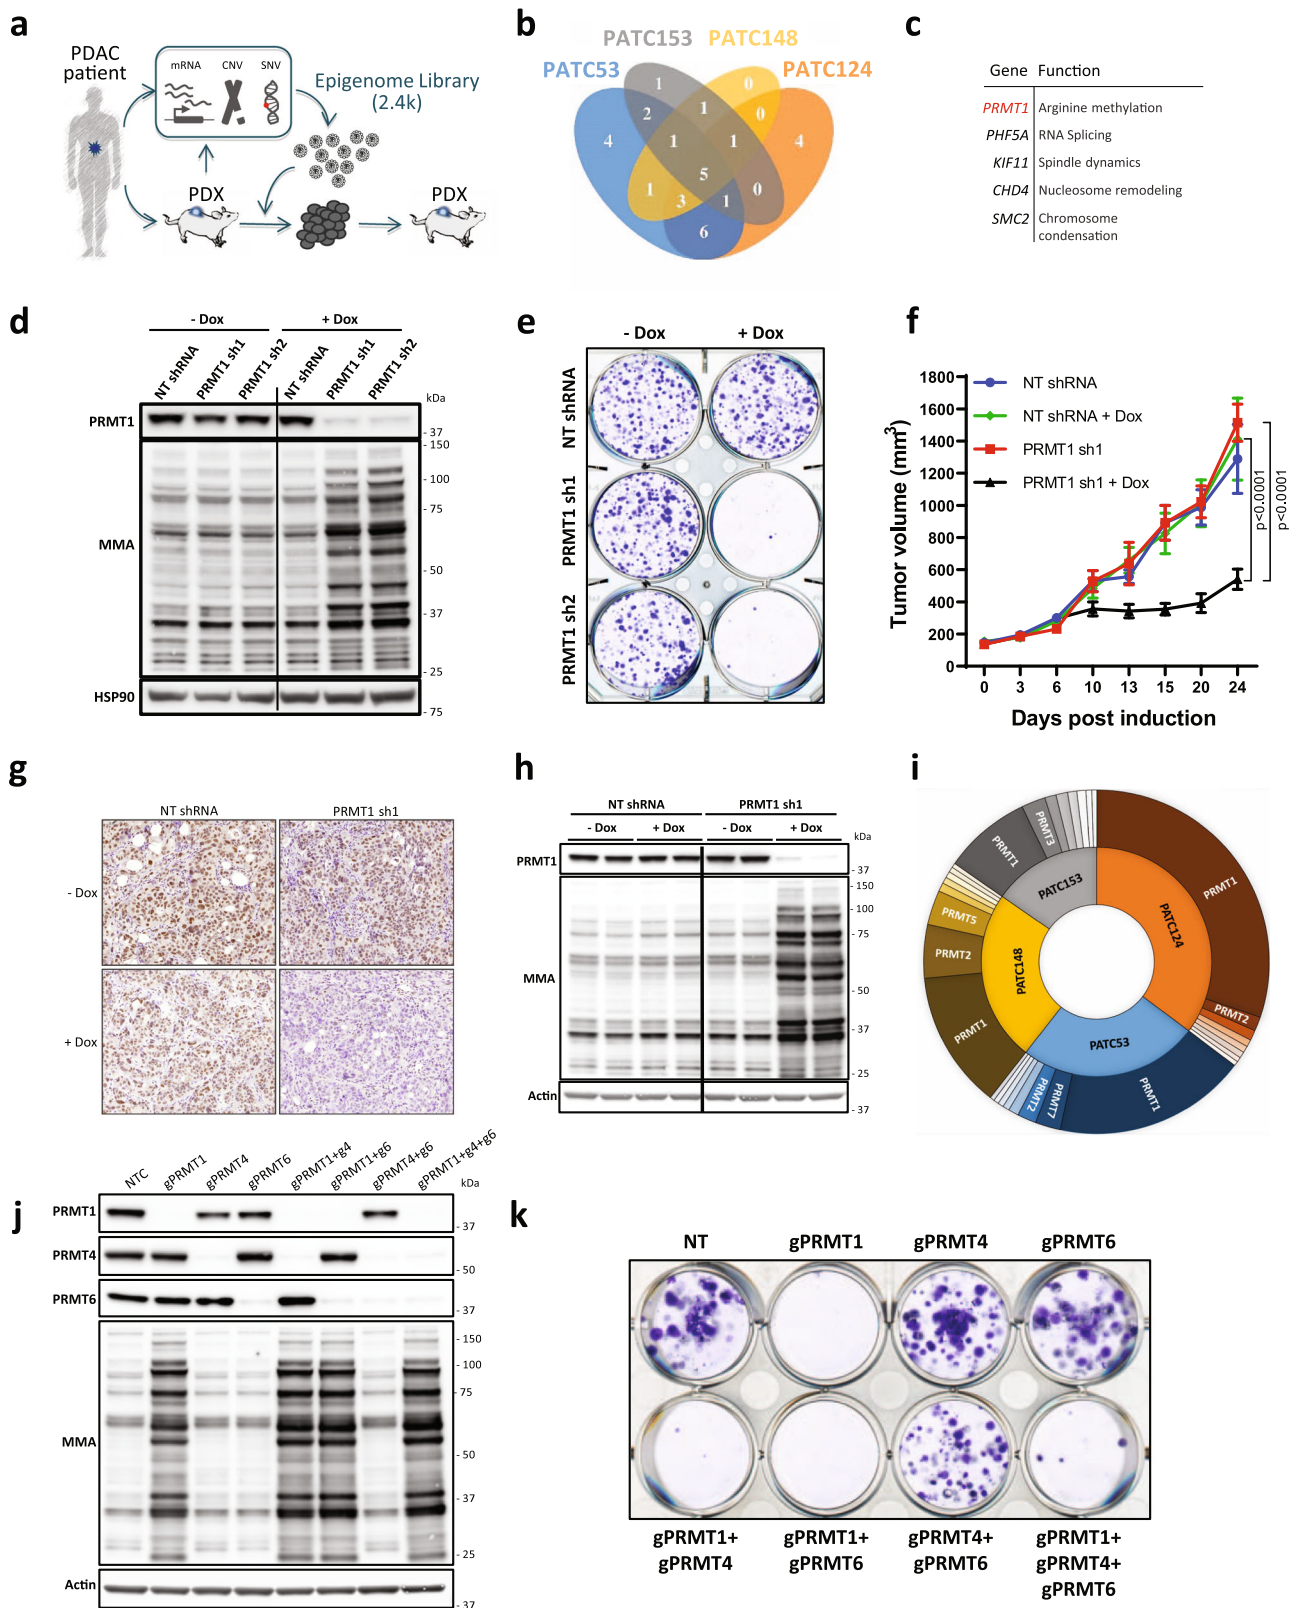 a
PDAC
patient
mRNA
CNV
SNV
Epigenome Library
(2.4k)
PDX
PDX
b
PATC153
PATC148
PATC53
PATC124
1
0
2
1
0
4
1
1
4
5
1
0
3
1
6
c
Gene
Function
PRMT1
Arginine methylation
PHF5A
RNA Splicing
KIF11
Spindle dynamics
CHD4
Nucleosome remodeling
SMC2
Chromosome
condensation
d
- Dox
+ Dox
NT shRNA
PRMT1 sh1
PRMT1 sh2
NT shRNA
PRMT1 sh1
PRMT1 sh2
kDa
PRMT1
- 37
- 150
- 100
- 75
MMA
- 50
- 37
- 25
HSP90
- 75
e
- Dox
+ Dox
NT shRNA
PRMT1 sh1
PRMT1 sh2
f
NT shRNA
NT shRNA + Dox
PRMT1 sh1
PRMT1 sh1 + Dox
1800
1600
1400
1200
1000
800
600
400
200
0
Tumor volume (mm3)
0 3 6 10 13 15 20 24
Days post induction
p<0.0001
p<0.0001
g
NT shRNA
PRMT1 sh1
- Dox
+ Dox
h
NT shRNA
PRMT1 sh1
- Dox
+ Dox
- Dox
+ Dox
kDa
PRMT1
- 37
- 150
- 100
- 75
MMA
- 50
- 37
- 25
Actin
- 37
i
PATC124
PRMT1
PRMT2
PATC53
PRMT1
PRMT7
PRMT2
PATC148
PRMT1
PRMT2
PRMT5
PATC153
PRMT1
PRMT3
j
NTC
gPRMT1
gPRMT4
gPRMT6
gPRMT1+g4
gPRMT1+g6
gPRMT4+g6
gPRMT1+g4+g6
kDa
PRMT1
- 37
PRMT4
- 50
PRMT6
- 37
- 150
- 100
- 75
MMA
- 50
- 37
- 25
Actin
- 37
k
NT
gPRMT1
gPRMT4
gPRMT6
gPRMT1+
gPRMT4
gPRMT1+
gPRMT6
gPRMT4+
gPRMT6
gPRMT1+
gPRMT4+
gPRMT6